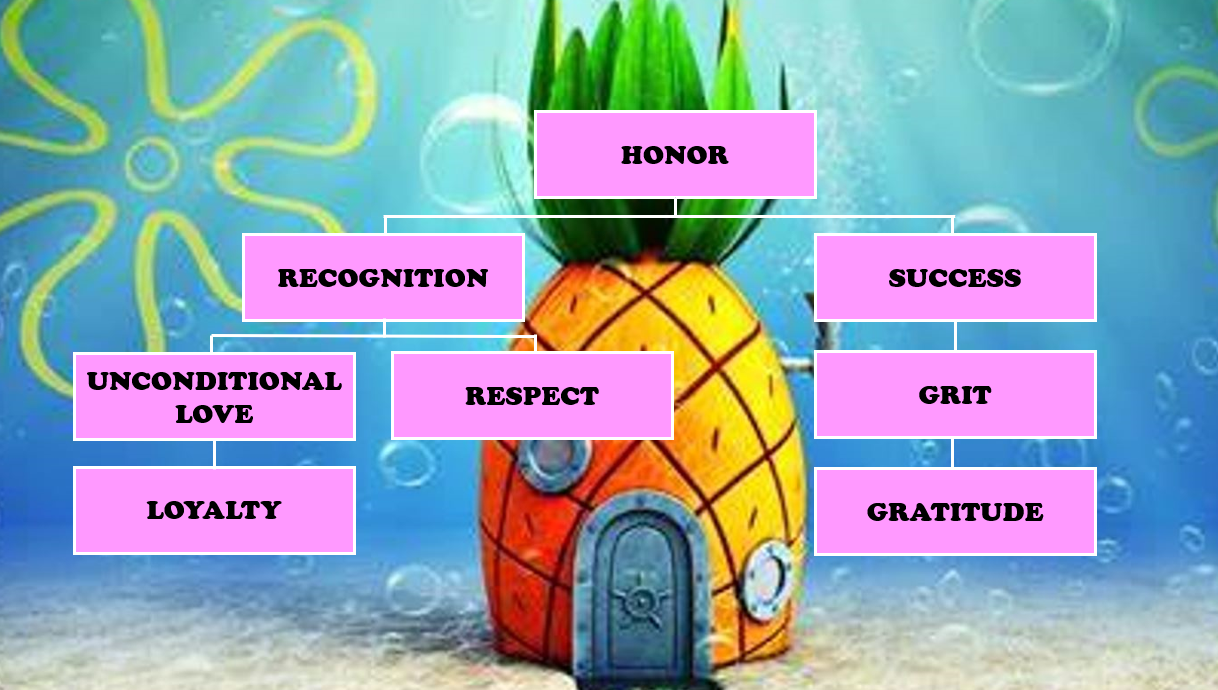 HONOR
RECOGNITION
SUCCESS
UNCONDITIONAL
LOVE
RESPECT
GRIT
LOYALTY
GRATITUDE